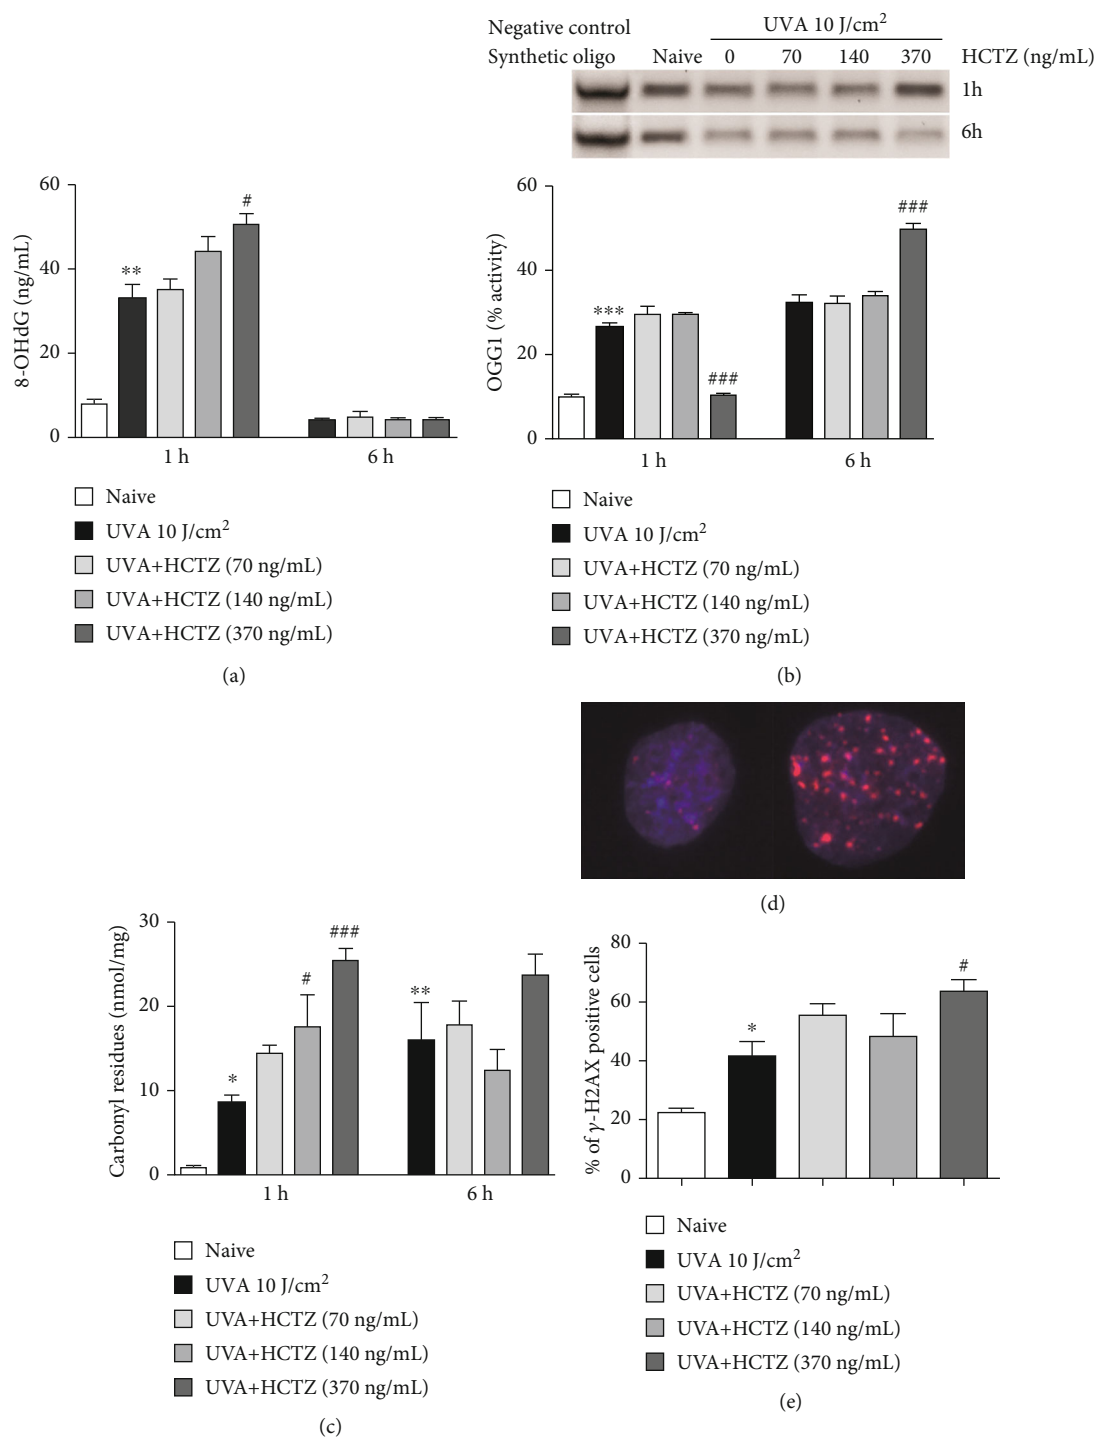 Negative control
UVA 10 J/cm²
Synthetic oligo Naive 0 70 140 370 HCTZ (ng/mL)
1h
6h
8-OHdG (ng/mL)
60
40
20
0
**
#
1 h
6 h
Naive
UVA 10 J/cm²
UVA+HCTZ (70 ng/mL)
UVA+HCTZ (140 ng/mL)
UVA+HCTZ (370 ng/mL)
(a)
OGG1 (% activity)
60
40
20
0
***
###
###
1 h
6 h
Naive
UVA 10 J/cm²
UVA+HCTZ (70 ng/mL)
UVA+HCTZ (140 ng/mL)
UVA+HCTZ (370 ng/mL)
(b)
(d)
Carbonyl residues (nmol/mg)
30
20
10
0
*
#
###
**
1 h
6 h
Naive
UVA 10 J/cm²
UVA+HCTZ (70 ng/mL)
UVA+HCTZ (140 ng/mL)
UVA+HCTZ (370 ng/mL)
(c)
% of γ-H2AX positive cells
80
60
40
20
0
*
#
Naive
UVA 10 J/cm²
UVA+HCTZ (70 ng/mL)
UVA+HCTZ (140 ng/mL)
UVA+HCTZ (370 ng/mL)
(e)